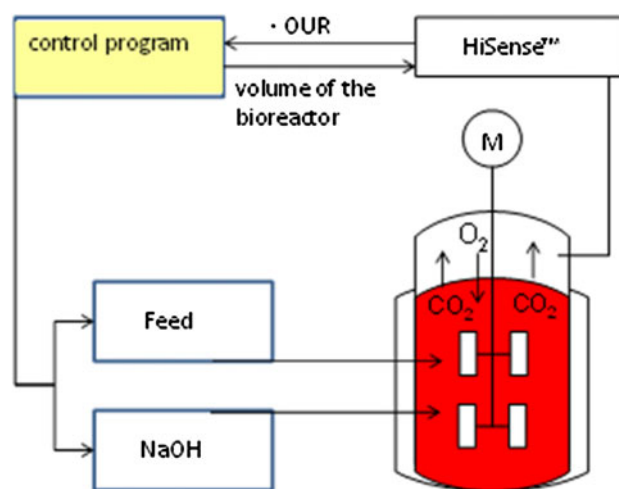 control program
· OUR
HiSense™
volume of the
bioreactor
M
O₂
CO₂
CO₂
Feed
NaOH